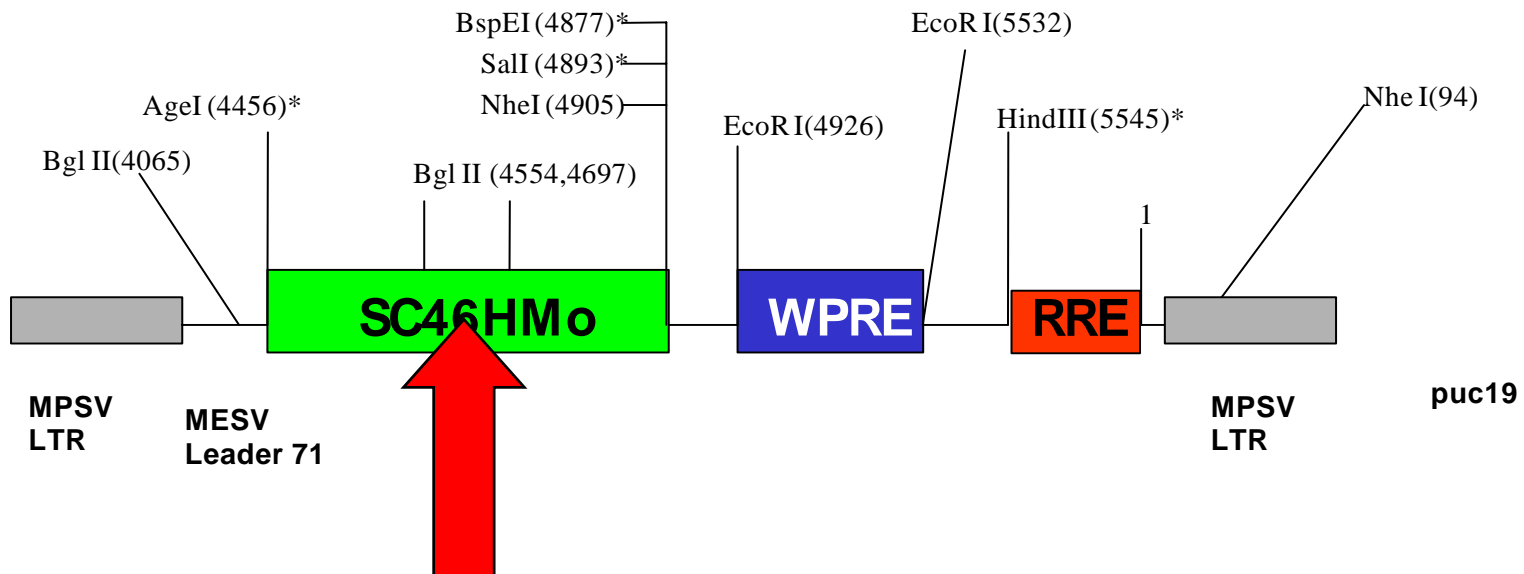 BspEI (4877)*
EcoR I(5532)
SalI (4893)*
AgeI (4456)*
NheI (4905)
Nhe I(94)
EcoR I(4926)
HindIII(5545)*
Bgl II(4065)
Bgl II (4554,4697)
1
SC46HMo
WPRE
RRE
MPSV
LTR
MESV
Leader 71
MPSV
LTR
puc19